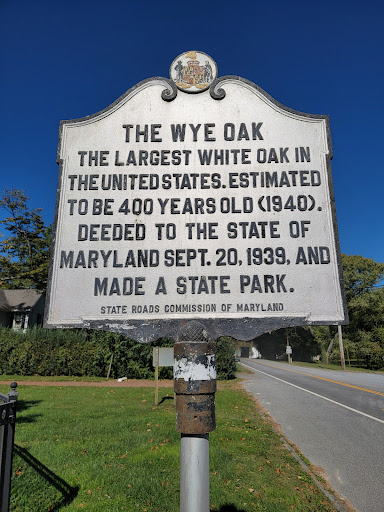 THE WYE OAK
THE LARGEST WHITE OAK IN
THE UNITED STATES. ESTIMATED
TO BE 400 YEARS OLD (1940).
DEEDED TO THE STATE OF
MARYLAND SEPT. 20, 1939, AND
MADE A STATE PARK.
STATE ROADS COMMISSION OF MARYLAND